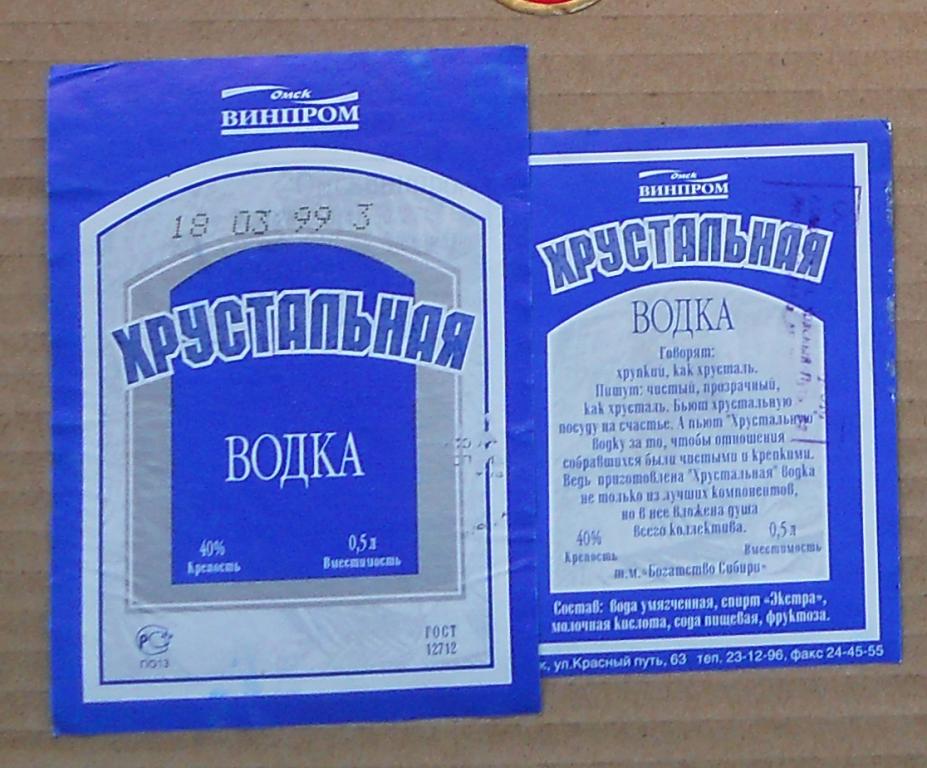 Омск
ВИНПРОМ
18 03 99 3
ХРУСТАЛЬНАЯ
ВОДКА
40%
Крепость
0,5 л
Вместимость
РС
ПО13
ГОСТ
12712
Омск
ВИНПРОМ
ХРУСТАЛЬНАЯ
ВОДКА
Говорят:
хрупкий, как хрусталь.
Пишут: чистый, прозрачный,
как хрусталь. Бьют хрустальную
посуду на счастье. А пьют "Хрустальную"
водку за то, чтобы отношения
собравшихся были чистыми и крепкими.
Ведь приготовлена "Хрустальная" водка
не только из лучших компонентов,
но в нее вложена душа
всего коллектива.
40%
Крепость
0,5 л
Вместимость
т.м.«Богатство Сибири»
Состав: вода умягченная, спирт «Экстра»,
молочная кислота, сода пищевая, фруктоза.
к, ул.Красный путь, 63 тел. 23-12-96, факс 24-45-55